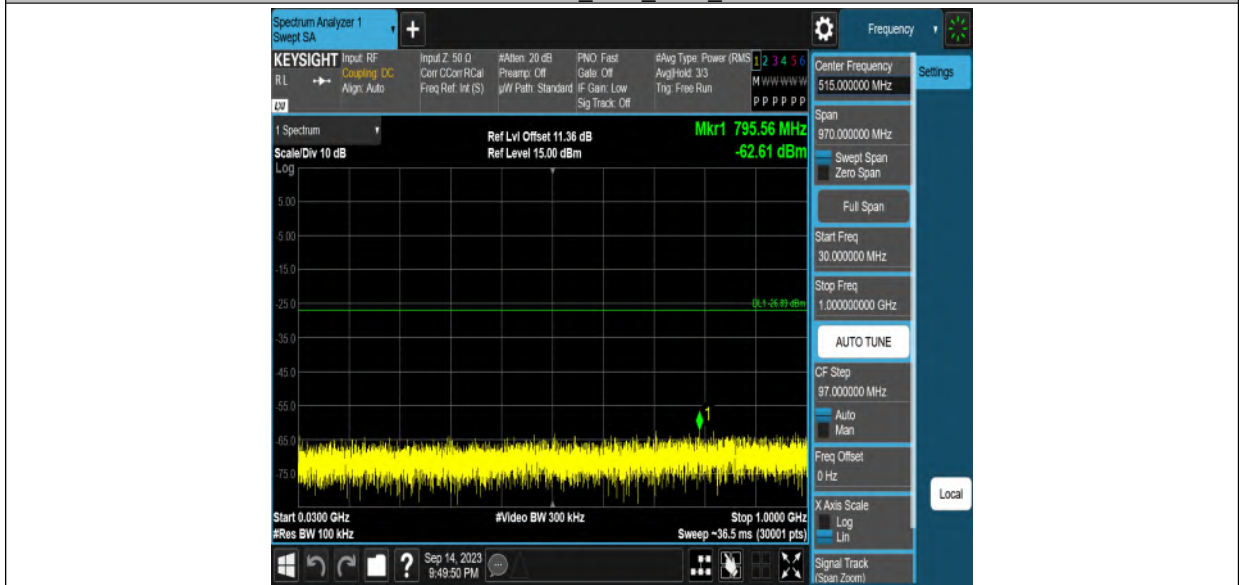 Spectrum Analyzer 1
Swept SA
+
Frequency
KEYSIGHT
RL
LXI
Input: RF
Coupling: DC
Align: Auto
Input Z: 50 Ω
Corr CCorr RCal
Freq Ref: Int (S)
#Atten: 20 dB
Preamp: Off
µW Path: Standard
PNO: Fast
Gate: Off
IF Gain: Low
Sig Track: Off
#Avg Type: Power (RMS
Avg|Hold: 3/3
Trig: Free Run
1 2 3 4 5 6
M W W W W W
P P P P P P
1 Spectrum
Scale/Div 10 dB
Ref Lvl Offset 11.36 dB
Ref Level 15.00 dBm
Mkr1 795.56 MHz
-62.61 dBm
Log
5.00
-5.00
-15.0
-25.0
-35.0
-45.0
-55.0
-65.0
-75.0
1
Start 0.0300 GHz
#Res BW 100 kHz
#Video BW 300 kHz
Stop 1.0000 GHz
Sweep ~36.5 ms (30001 pts)
Center Frequency
515.000000 MHz
Span
970.000000 MHz
Swept Span
Zero Span
Full Span
Start Freq
30.000000 MHz
Stop Freq
1.000000000 GHz
AUTO TUNE
CF Step
97.000000 MHz
Auto
Man
Freq Offset
0 Hz
X Axis Scale
Log
Lin
Signal Track
(Span Zoom)
Settings
Local
?
Sep 14, 2023
9:49:50 PM